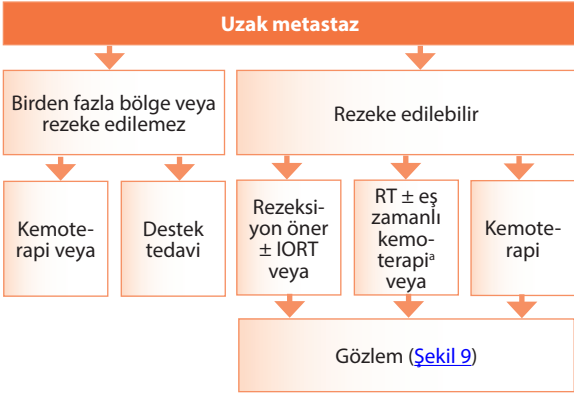 Uzak metastaz
Birden fazla bölge veya
rezeke edilemez
Rezeke edilebilir
Kemote-
rapi veya
Destek
tedavi
Rezeksi-
yon öner
± IORT
veya
RT ± eş
zamanlı
kemo-
terapiᵃ
veya
Kemote-
rapi
Gözlem (Şekil 9)